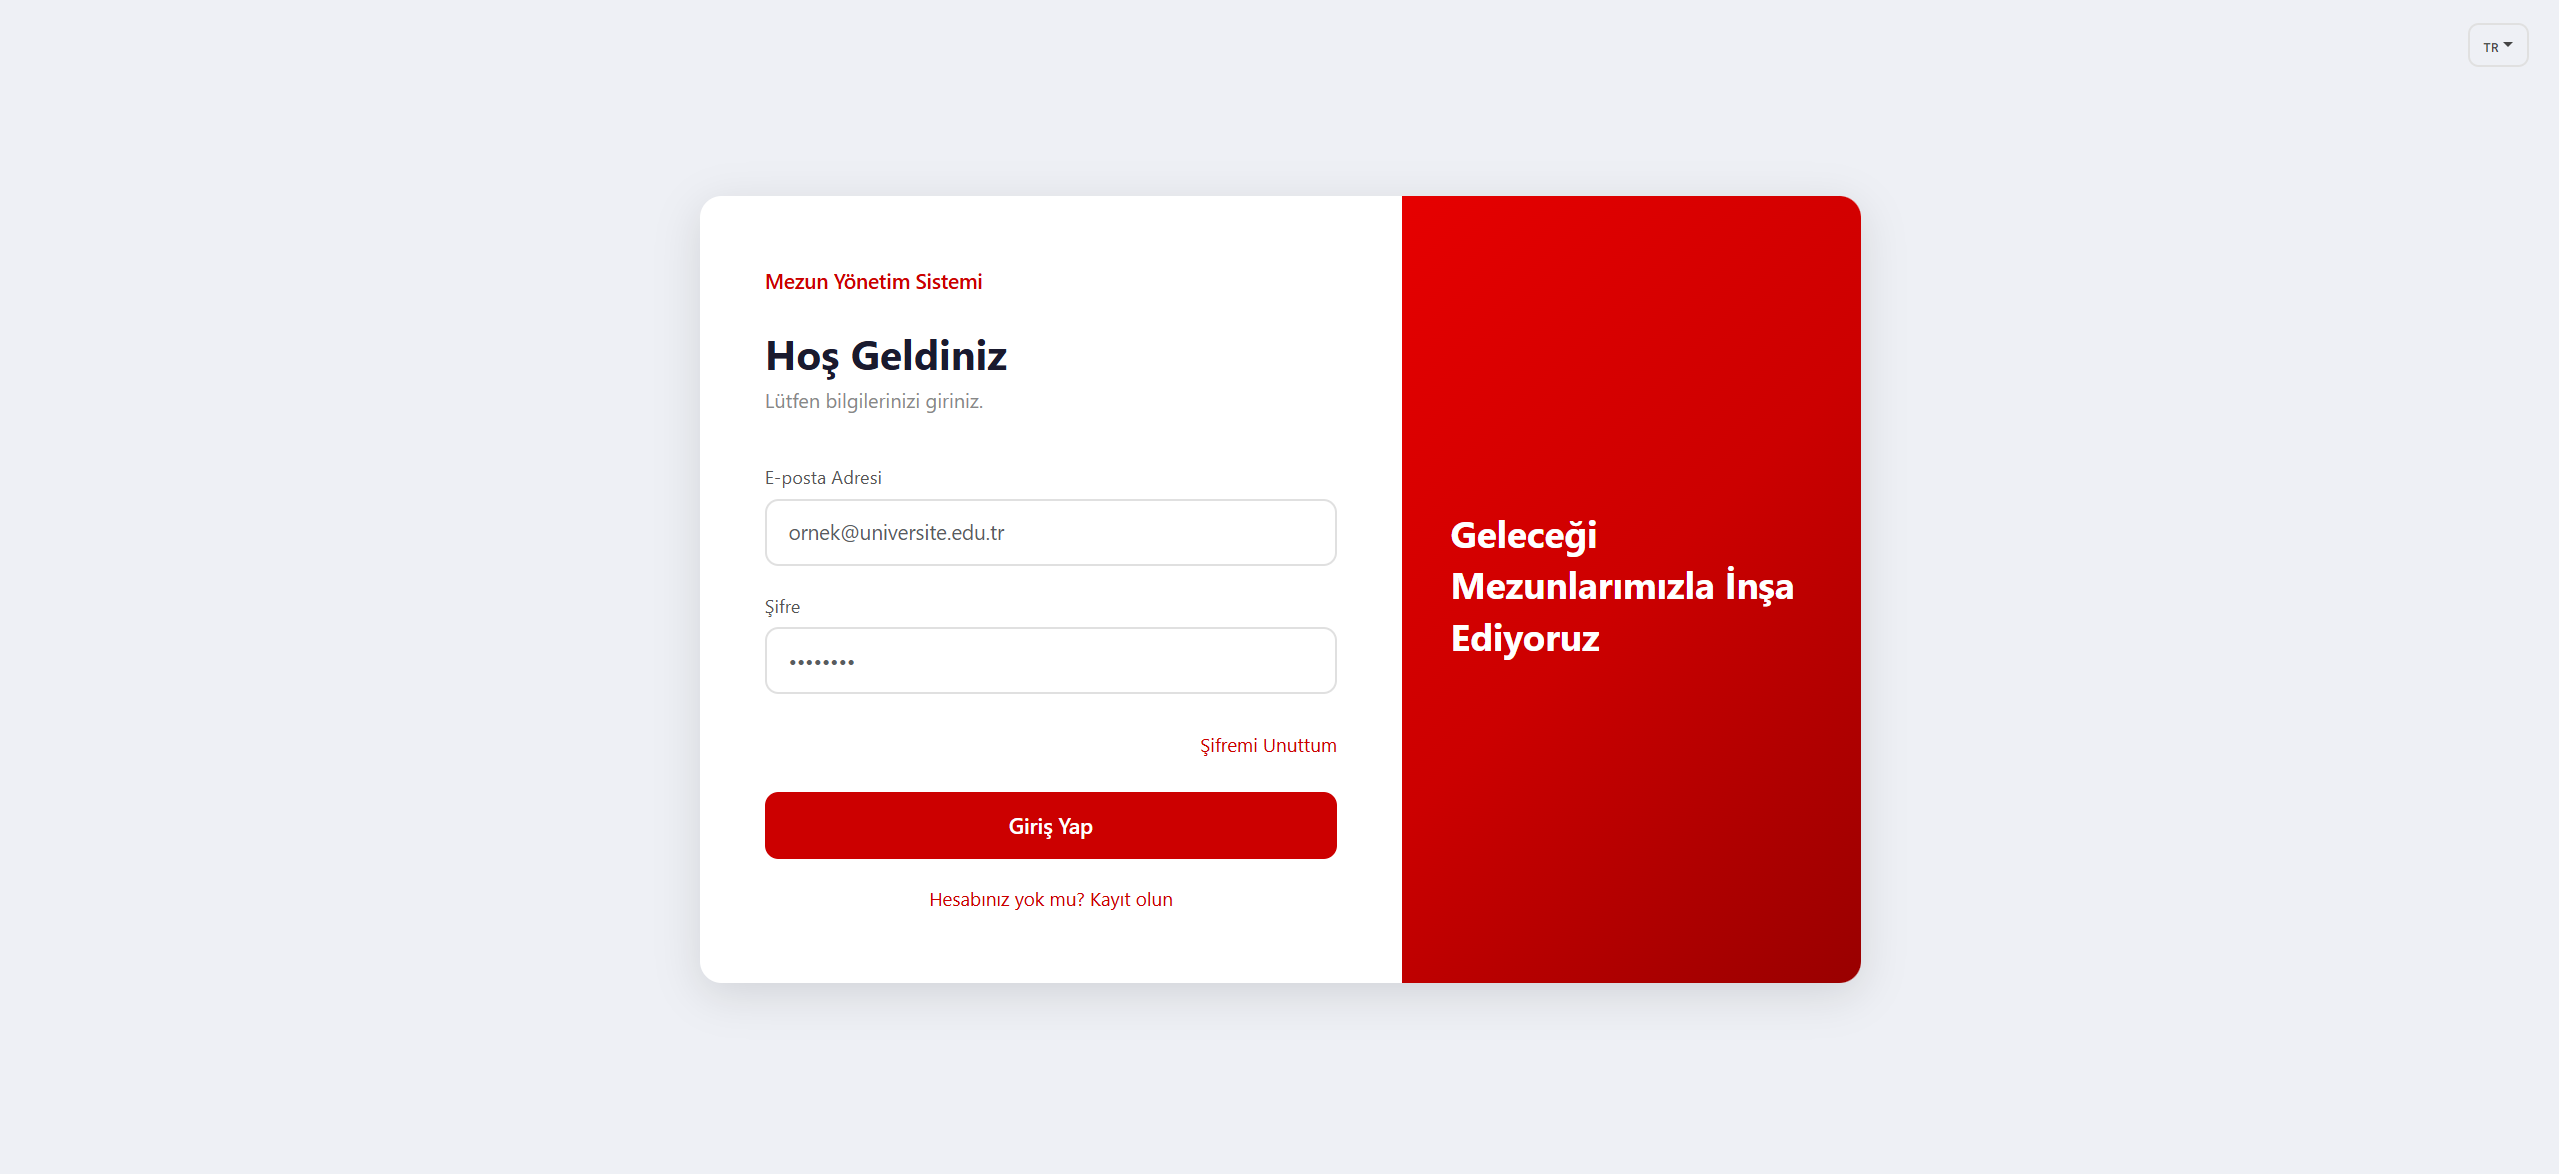 TR
Mezun Yönetim Sistemi
Hoş Geldiniz
Lütfen bilgilerinizi giriniz.
E-posta Adresi
ornek@universite.edu.tr
Şifre
••••••••
Şifremi Unuttum
Giriş Yap
Hesabınız yok mu? Kayıt olun
Geleceği
Mezunlarımızla İnşa
Ediyoruz